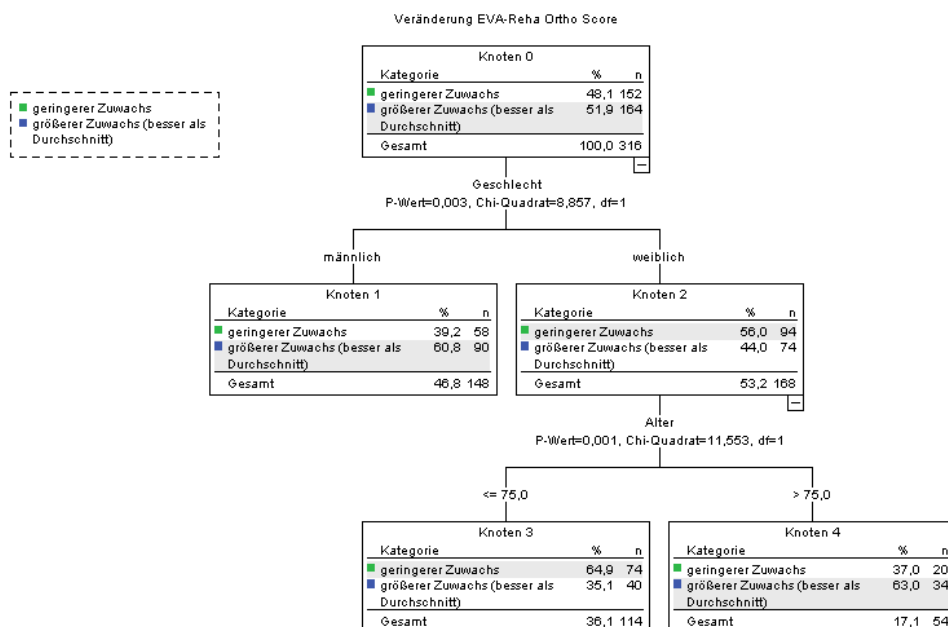 Veränderung EVA-Reha Ortho Score
geringerer Zuwachs
größerer Zuwachs (besser als
Durchschnitt)
Knoten 0
Kategorie % n
geringerer Zuwachs 48,1 152
größerer Zuwachs (besser als 51,9 164
Durchschnitt)
Gesamt 100,0 316
Geschlecht
P-Wert=0,003, Chi-Quadrat=8,857, df=1
männlich
weiblich
Knoten 1
Kategorie % n
geringerer Zuwachs 39,2 58
größerer Zuwachs (besser als 60,8 90
Durchschnitt)
Gesamt 46,8 148
Knoten 2
Kategorie % n
geringerer Zuwachs 56,0 94
größerer Zuwachs (besser als 44,0 74
Durchschnitt)
Gesamt 53,2 168
Alter
P-Wert=0,001, Chi-Quadrat=11,553, df=1
<= 75,0
> 75,0
Knoten 3
Kategorie % n
geringerer Zuwachs 64,9 74
größerer Zuwachs (besser als 35,1 40
Durchschnitt)
Gesamt 36,1 114
Knoten 4
Kategorie % n
geringerer Zuwachs 37,0 20
größerer Zuwachs (besser als 63,0 34
Durchschnitt)
Gesamt 17,1 54